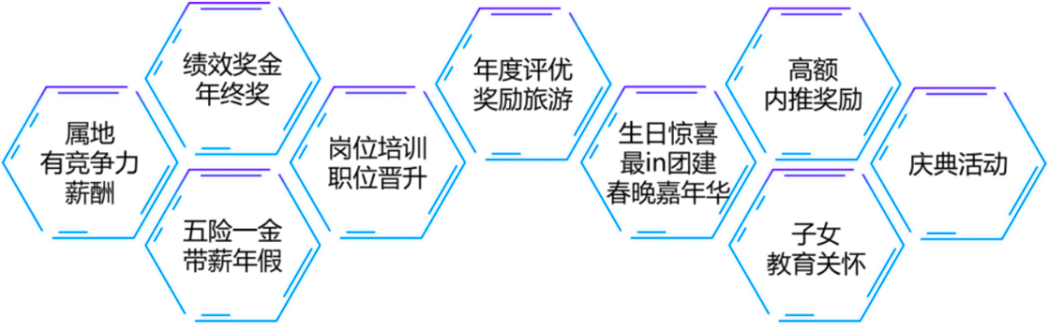 属地
有竞争力
薪酬
绩效奖金
年终奖
五险一金
带薪年假
岗位培训
职位晋升
年度评优
奖励旅游
生日惊喜
最in团建
春晚嘉年华
高额
内推奖励
子女
教育关怀
庆典活动